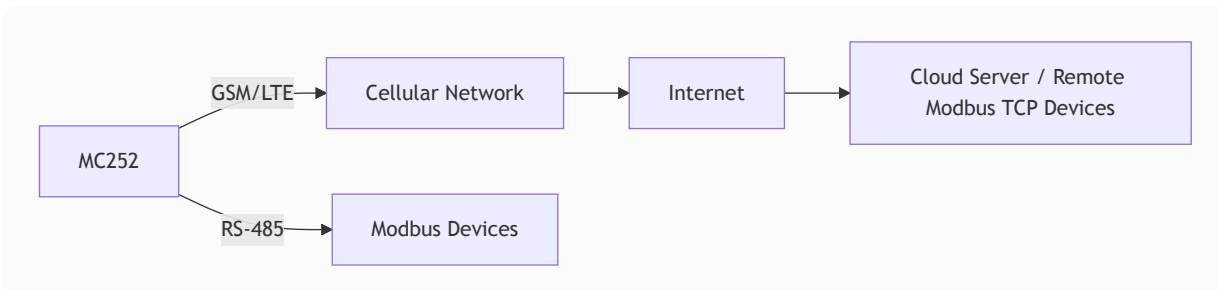 MC252
GSM/LTE
Cellular Network
Internet
Cloud Server / Remote
Modbus TCP Devices
RS-485
Modbus Devices